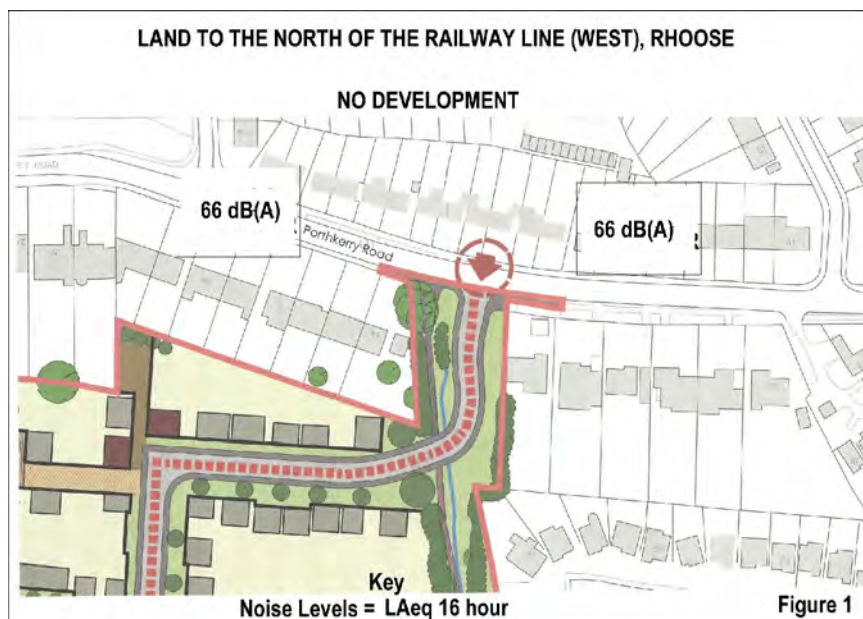 LAND TO THE NORTH OF THE RAILWAY LINE (WEST), RHOOSE
NO DEVELOPMENT
ROAD
66 dB(A)
66 dB(A)
Porthkerry Road
Key
Noise Levels = LAeq 16 hour
Figure 1